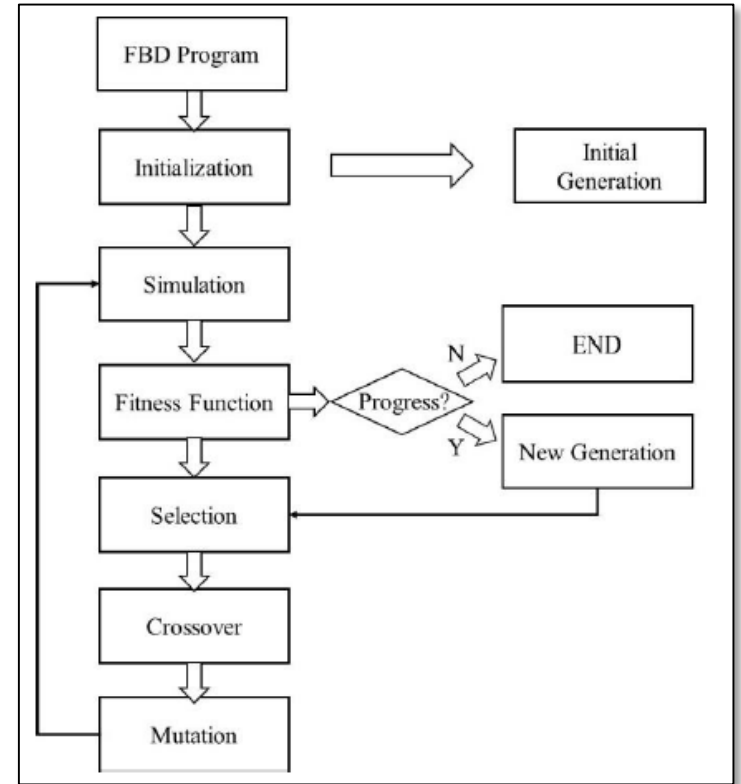 FBD Program
Initialization
Initial
Generation
Simulation
N
END
Fitness Function
Progress?
Y
New Generation
Selection
Crossover
Mutation